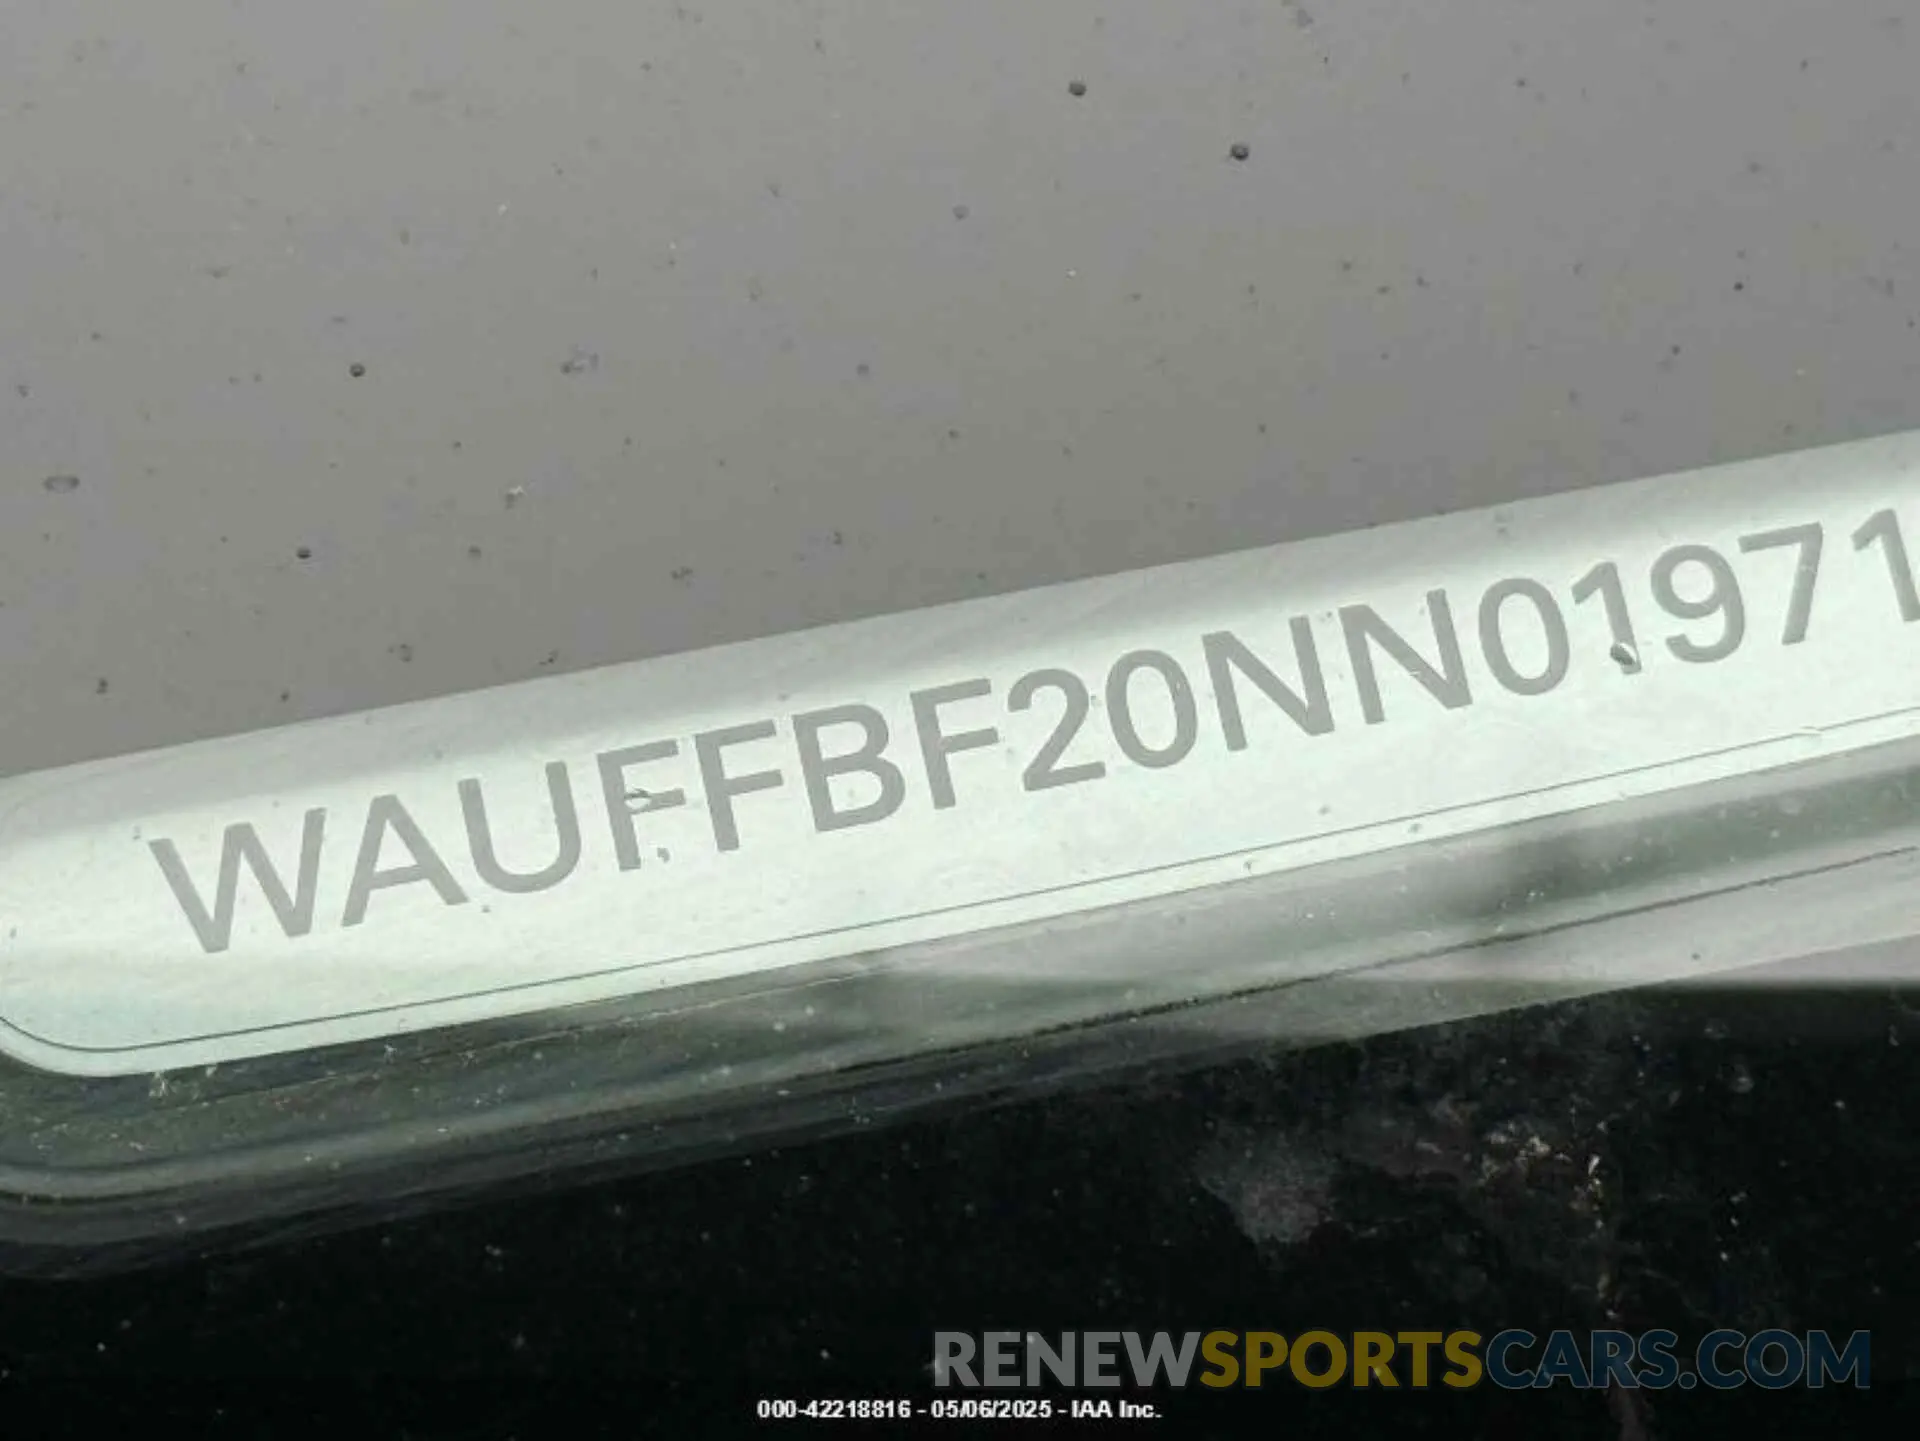 WAUFFBF20NN01971
RENEWSPORTSCARS.COM
000-42218816 - 05/06/2025 - IAA Inc.